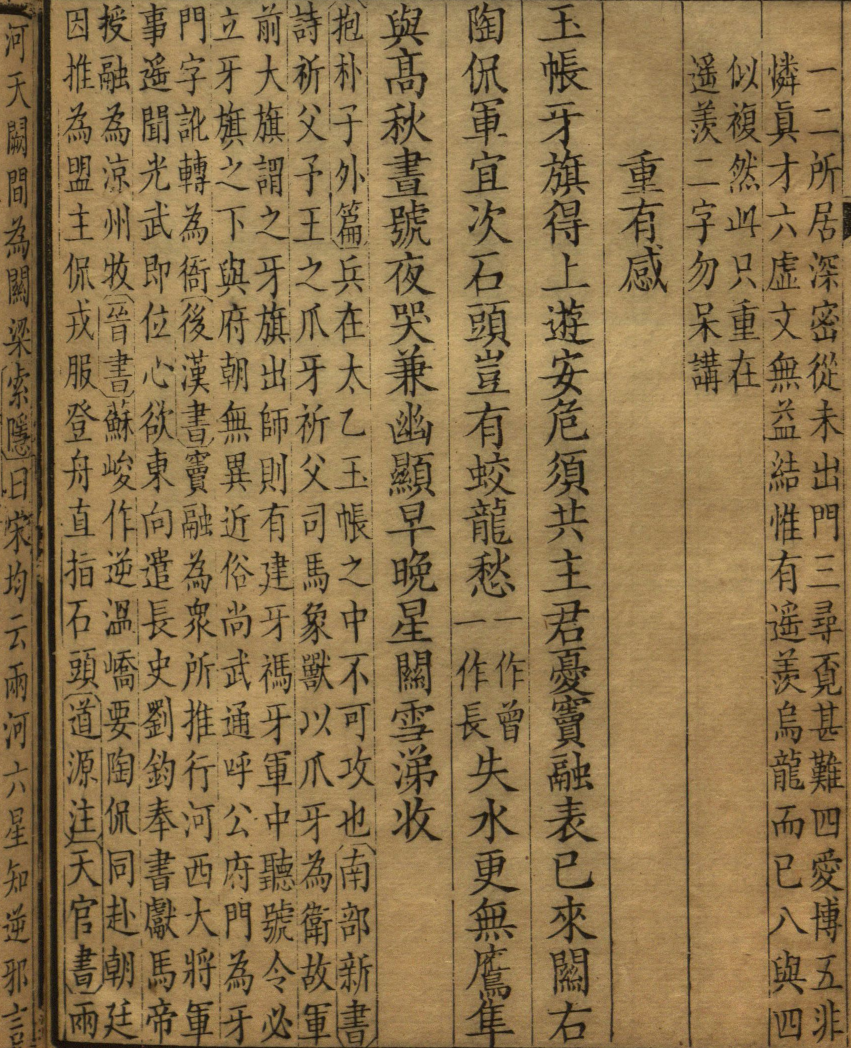 一二所居深密從未出門三尋覔甚難四愛博五非
憐真才六虚文無益結惟有遥羨烏龍而已八與四
似複然此只重在
遥羨二字勿呆講
重有感
玉帳牙旗得上遊安危須共主君憂竇融表已來關右
陶侃軍宜次石頭豈有蛟龍愁
一作曾
一作長
失水更無鷹隼
與髙秋晝號夜哭兼幽顯早晚星關雪涕收
抱朴子外篇兵在太乙玉帳之中不可攻也南部新書
詩祈父予王之爪牙祈父司馬象獸以爪牙為衛故軍
前大旗謂之牙旗出師則有建牙禡牙軍中聽號令必
立牙旗之下與府朝無異近俗尚武通呼公府門為牙
門字訛轉為衙後漢書竇融為衆所推行河西大將軍
事遥聞光武即位心欲東向遣長史劉鈞奉書獻馬帝
授融為涼州牧晉書蘇峻作逆溫嶠要陶侃同赴朝廷
因推為盟主侃戎服登舟直指石頭道源注天官書兩
河天闕間為關梁索隱曰宋均云兩河六星知逆邪言